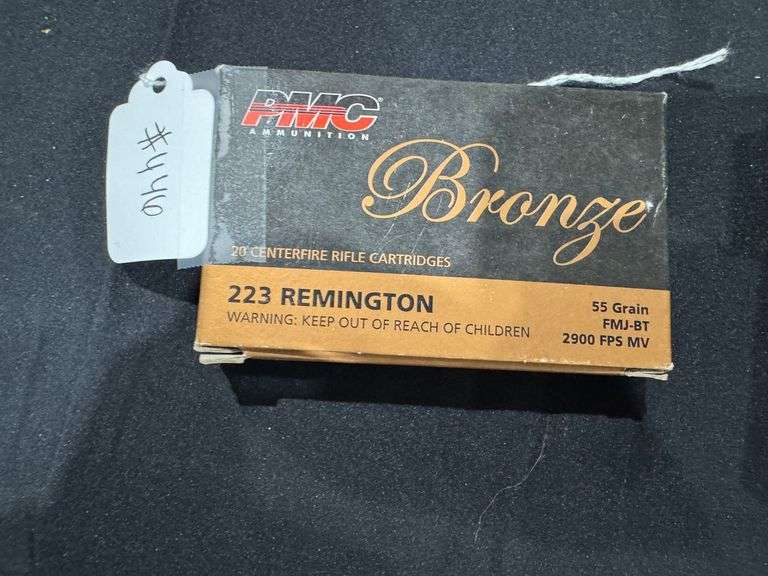 #446
PMC
AMMUNITION
Bronze
20 CENTERFIRE RIFLE CARTRIDGES
223 REMINGTON
WARNING: KEEP OUT OF REACH OF CHILDREN
55 Grain
FMJ-BT
2900 FPS MV